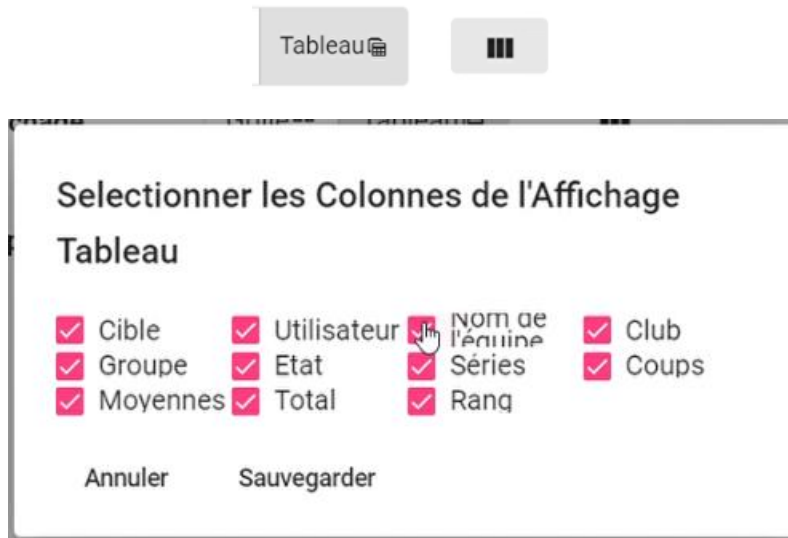 Tableau
Selectionner les Colonnes de l'Affichage
Tableau
Cible Utilisateur Nom de l'équipe Club
Groupe Etat Séries Coups
Moyennes Total Rang
Annuler Sauvegarder